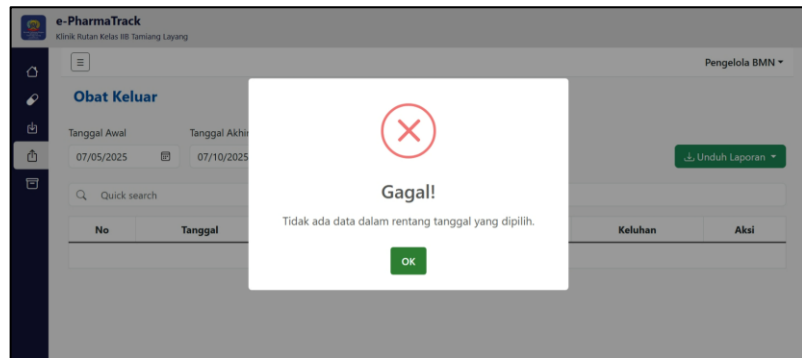 e-PharmaTrack
Klinik Rutan Kelas IIB Tamiang Layang
Pengelola BMN
Obat Keluar
Tanggal Awal
Tanggal Akhir
07/05/2025
07/10/2025
Unduh Laporan
Quick search
No
Tanggal
Keluhan
Aksi
Gagal!
Tidak ada data dalam rentang tanggal yang dipilih.
OK